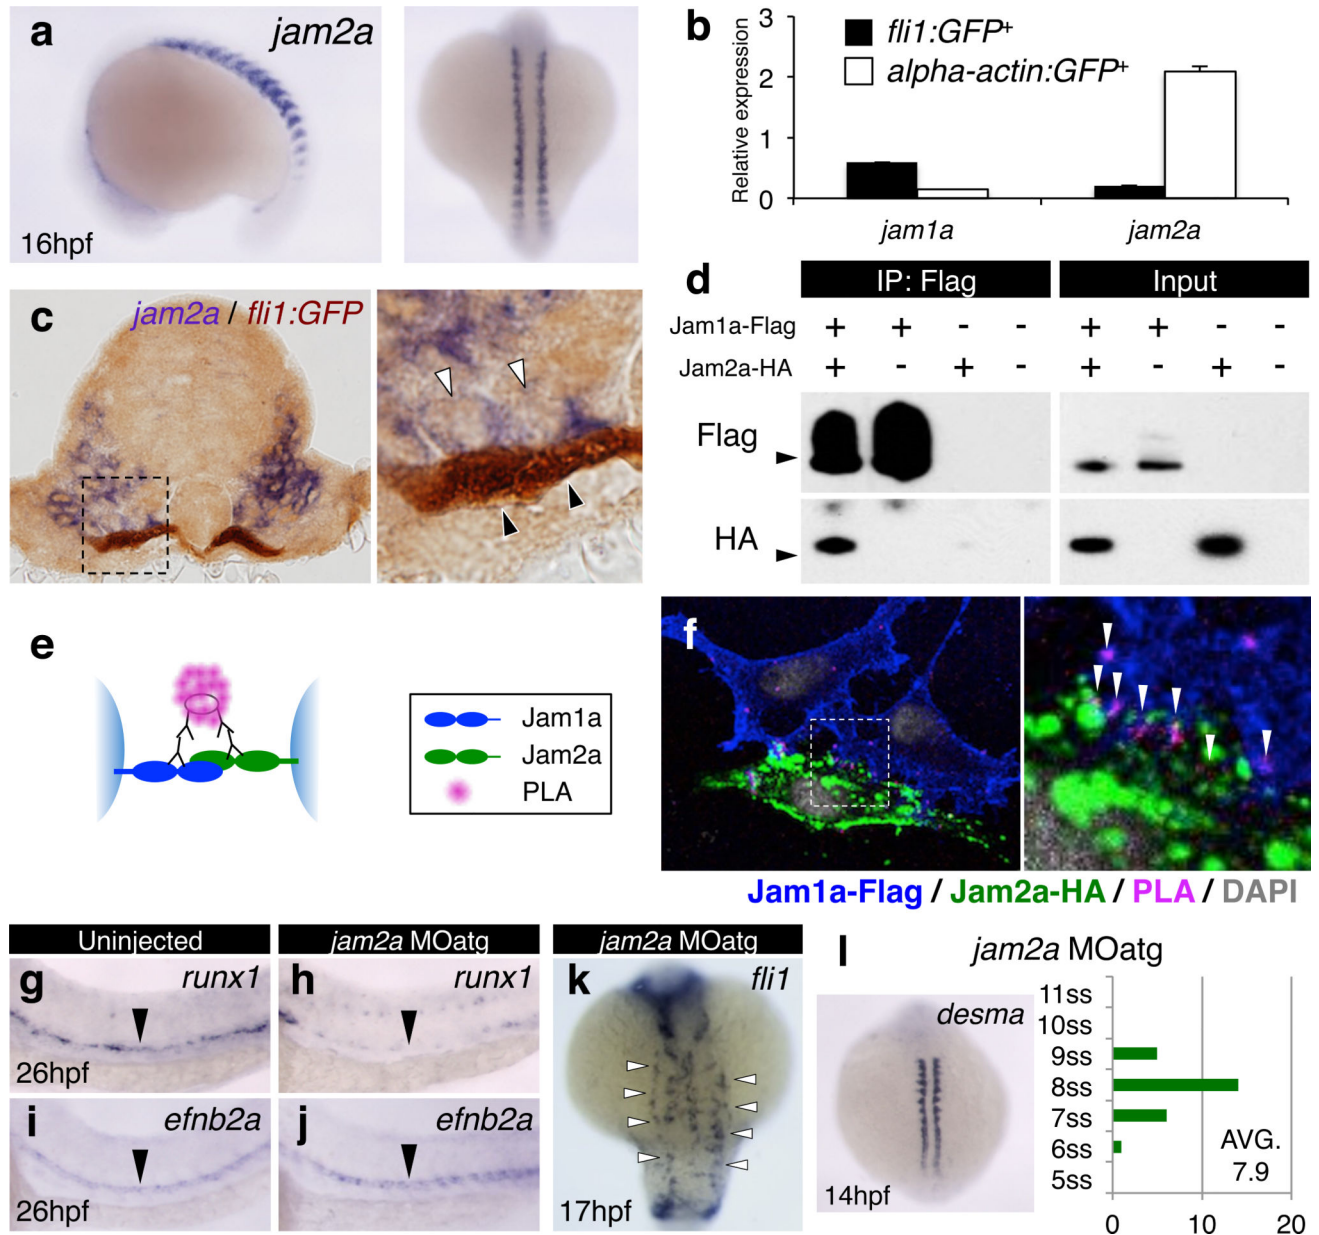 a
jam2a
16hpf
b
3
2
1
0
Relative expression
fli1:GFP+
alpha-actin:GFP+
jam1a
jam2a
c
jam2a / fli1:GFP
d
IP: Flag
Input
Jam1a-Flag + + - - + + - -
Jam2a-HA + - + - + - + -
Flag
HA
e
Jam1a
Jam2a
PLA
f
Jam1a-Flag / Jam2a-HA / PLA / DAPI
Uninjected
jam2a MOatg
jam2a MOatg
g
runx1
26hpf
h
runx1
i
efnb2a
26hpf
j
efnb2a
k
fli1
17hpf
l
jam2a MOatg
desma
14hpf
11ss
10ss
9ss
8ss
7ss
6ss
5ss
AVG.
7.9
0 10 20